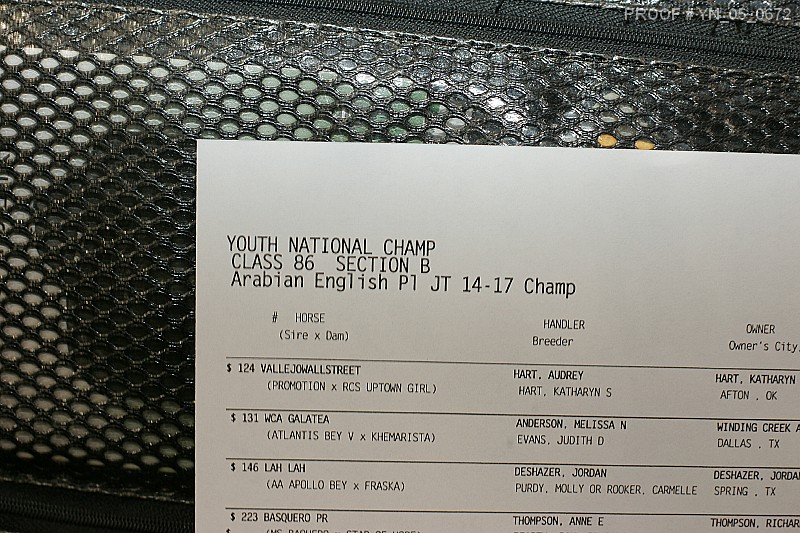 PROOF #YN-05-0672
YOUTH NATIONAL CHAMP
CLASS 86 SECTION B
Arabian English Pl JT 14-17 Champ
# HORSE HANDLER OWNER
(Sire x Dam) Breeder Owner's City,
$ 124 VALLEJOWALLSTREET HART, AUDREY HART, KATHARYN
(PROMOTION x RCS UPTOWN GIRL) HART, KATHARYN S AFTON , OK
$ 131 WCA GALATEA ANDERSON, MELISSA N WINDING CREEK A
(ATLANTIS BEY V x KHEMARISTA) EVANS, JUDITH D DALLAS , TX
$ 146 LAH LAH DESHAZER, JORDAN DESHAZER, JORDA
(AA APOLLO BEY x FRASKA) PURDY, MOLLY OR ROOKER, CARMELLE SPRING , TX
$ 223 BASQUERO PR THOMPSON, ANNE E THOMPSON, RICHAR
$